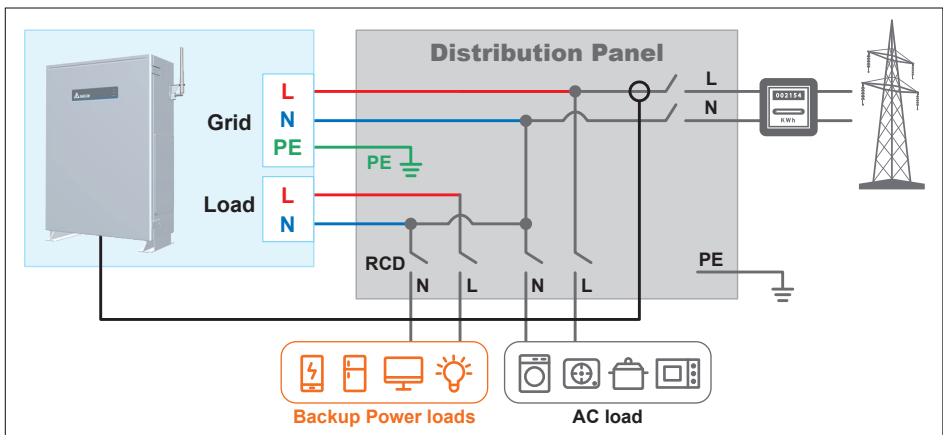 Distribution Panel
Grid
L
N
PE
PE
Load
L
N
L
N
002154
KWh
RCD
N
L
N
L
PE
Backup Power loads
AC load